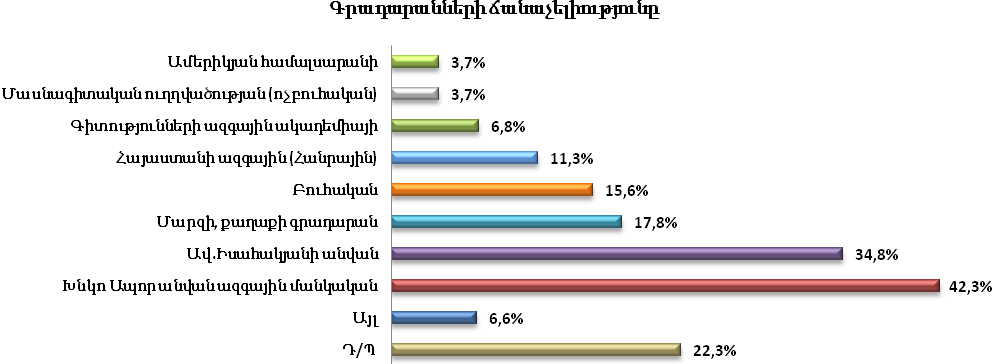 Գրադարանների ճանաչելիությունը
Ամերիկյան համալսարանի 3,7%
Մասնագիտական ուղղվածության (ոչբուհական) 3,7%
Գիտությունների ազգային ակադեմիայի 6,8%
Հայաստանի ազգային (Հանրային) 11,3%
Բուհական 15,6%
Մարզի, քաղաքի գրադարան 17,8%
Ավ.Իսահակյանի անվան 34,8%
Խնկո Ապոր անվան ազգային մանկական 42,3%
Այլ 6,6%
Դ/Պ 22,3%